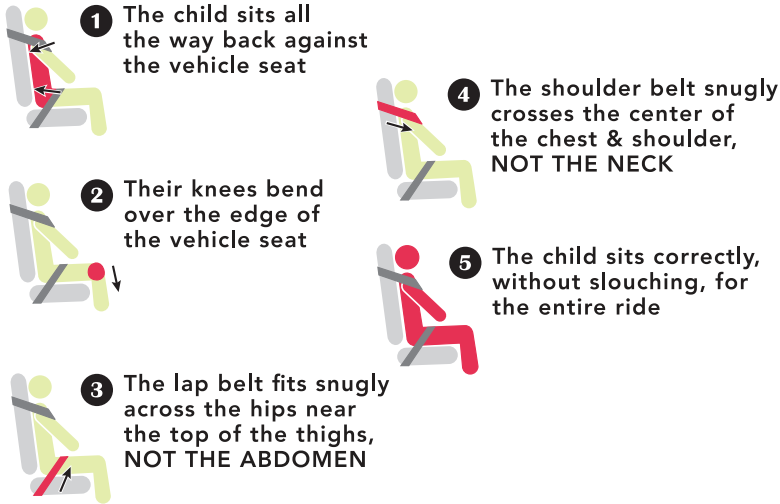 1 The child sits all
the way back against
the vehicle seat
2 Their knees bend
over the edge of
the vehicle seat
3 The lap belt fits snugly
across the hips near
the top of the thighs,
NOT THE ABDOMEN
4 The shoulder belt snugly
crosses the center of
the chest & shoulder,
NOT THE NECK
5 The child sits correctly,
without slouching, for
the entire ride